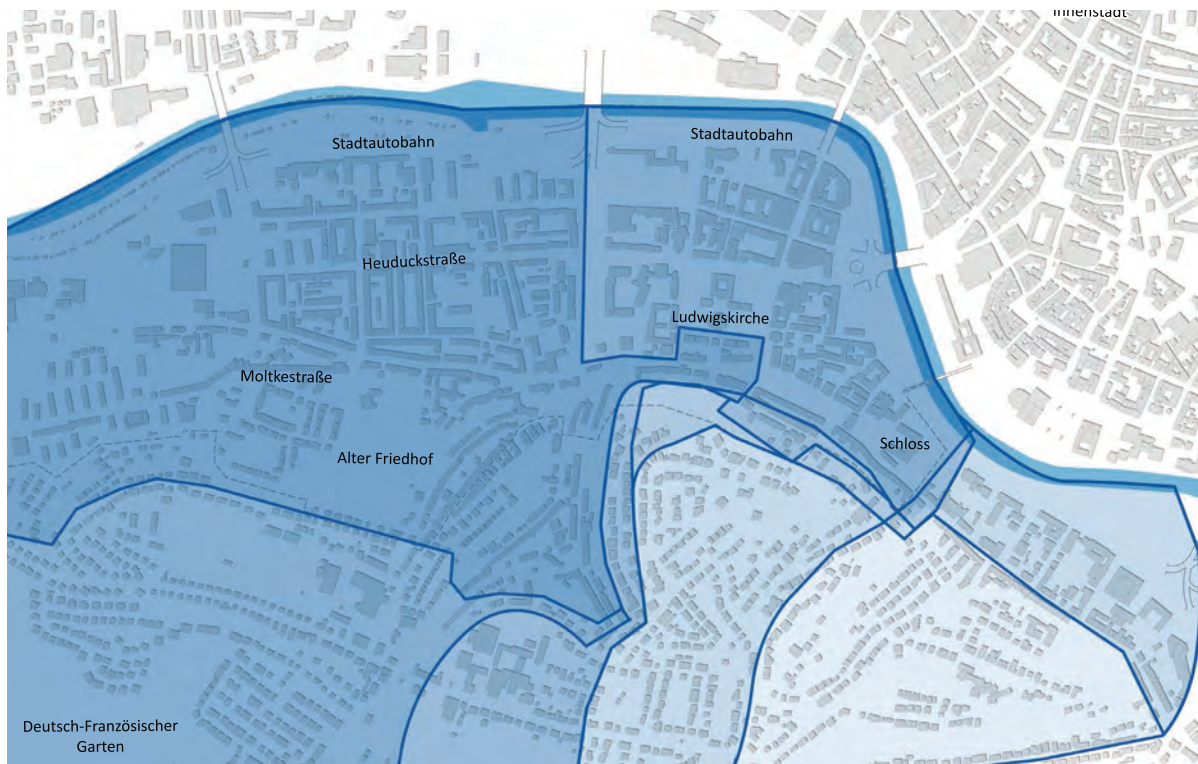 Innenstadt
Stadtautobahn
Stadtautobahn
Heuduckstraße
Ludwigskirche
Moltkestraße
Schloss
Alter Friedhof
Deutsch-Französischer
Garten